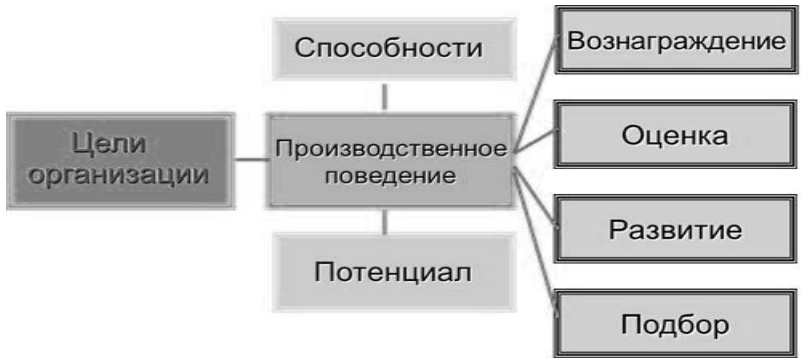 Способности
Вознаграждение
Цели
организации
Производственное
поведение
Оценка
Развитие
Потенциал
Подбор